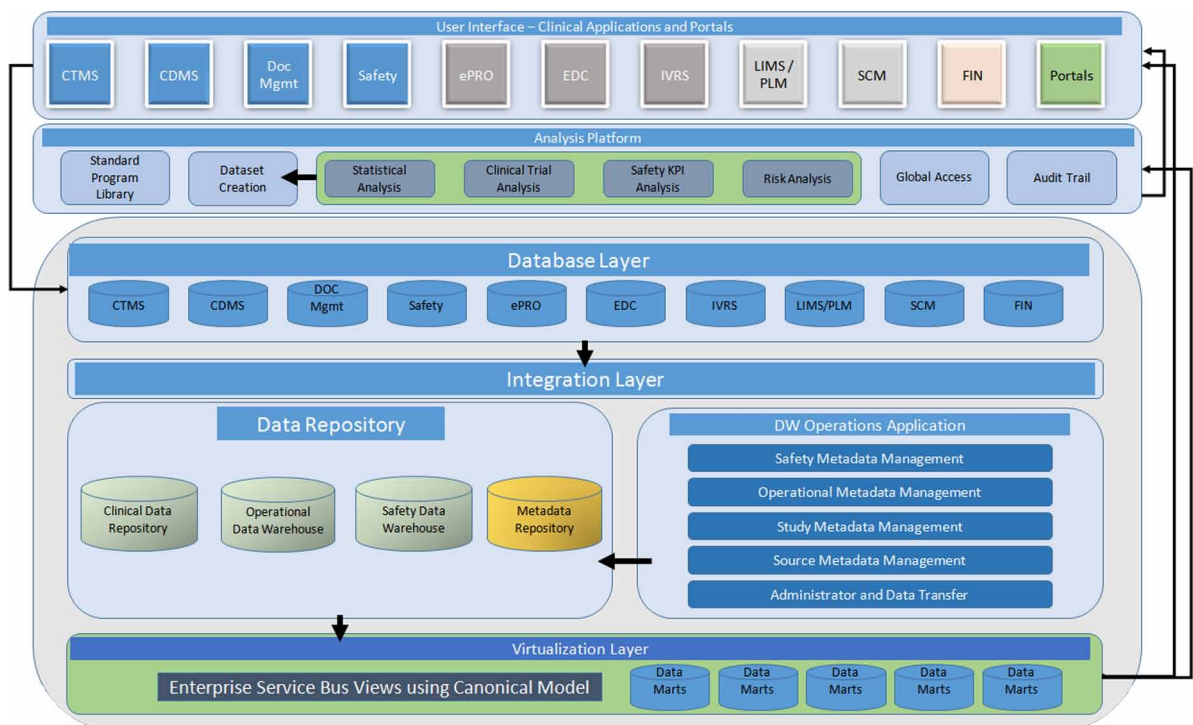 User Interface – Clinical Applications and Portals
CTMS
CDMS
Doc
Mgmt
Safety
ePRO
EDC
IVRS
LIMS /
PLM
SCM
FIN
Portals
Analysis Platform
Standard
Program
Library
Dataset
Creation
Statistical
Analysis
Clinical Trial
Analysis
Safety KPI
Analysis
Risk Analysis
Global Access
Audit Trail
Database Layer
CTMS
CDMS
DOC
Mgmt
Safety
ePRO
EDC
IVRS
LIMS/PLM
SCM
FIN
Integration Layer
Data Repository
Clinical Data
Repository
Operational
Data Warehouse
Safety Data
Warehouse
Metadata
Repository
DW Operations Application
Safety Metadata Management
Operational Metadata Management
Study Metadata Management
Source Metadata Management
Administrator and Data Transfer
Virtualization Layer
Enterprise Service Bus Views using Canonical Model
Data
Marts
Data
Marts
Data
Marts
Data
Marts
Data
Marts